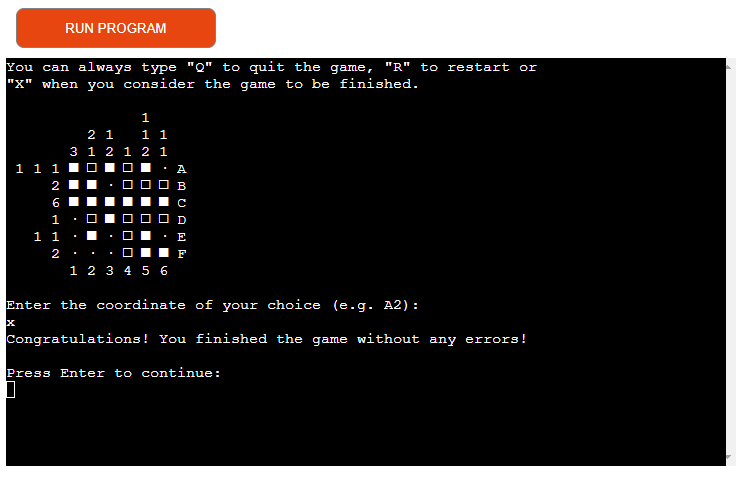 RUN PROGRAM
You can always type "Q" to quit the game, "R" to restart or
"X" when you consider the game to be finished.
1
2 1 1 1
3 1 2 1 2 1
1 1 1 ■ □ ■ □ ■ · A
2 ■ ■ · □ □ □ B
6 ■ ■ ■ ■ ■ ■ C
1 · □ ■ □ □ □ D
1 1 · ■ · □ ■ · E
2 · · · □ ■ ■ F
1 2 3 4 5 6
Enter the coordinate of your choice (e.g. A2):
x
Congratulations! You finished the game without any errors!
Press Enter to continue: